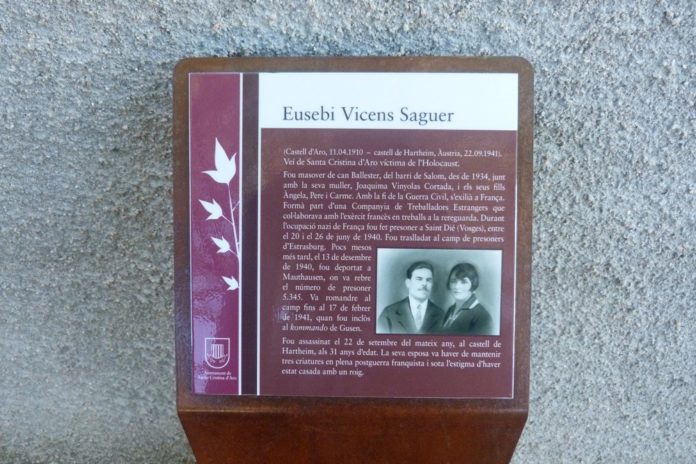 Eusebi Vicens Saguer
(Castell d'Aro, 11.04.1910 – castell de Hartheim, Àustria, 22.09.1941).
Veí de Santa Cristina d'Aro víctima de l'Holocaust.
Fou masover de can Ballester, del barri de Salom, des de 1934, junt
amb la seva muller, Joaquima Vinyolas Cortada, i els seus fills
Àngela, Pere i Carme. Amb la fi de la Guerra Civil, s'exilià a França.
Formà part d'una Companyia de Treballadors Estrangers que
col·laborava amb l'exèrcit francès en treballs a la rereguarda. Durant
l'ocupació nazi de França fou fet presoner a Saint Dié (Vosges), entre
el 20 i el 26 de juny de 1940. Fou traslladat al camp de presoners
d'Estrasburg. Pocs mesos
més tard, el 13 de desembre
de 1940, fou deportat a
Mauthausen, on va rebre
el número de presoner
5.345. Va romandre al
camp fins al 17 de febrer
de 1941, quan fou inclòs
al kommando de Gusen.
Fou assassinat el 22 de setembre del mateix any, al castell de
Hartheim, als 31 anys d'edat. La seva esposa va haver de mantenir
tres criatures en plena postguerra franquista i sota l'estigma d'haver
estat casada amb un roig.
Ajuntament de
Santa Cristina d'Aro